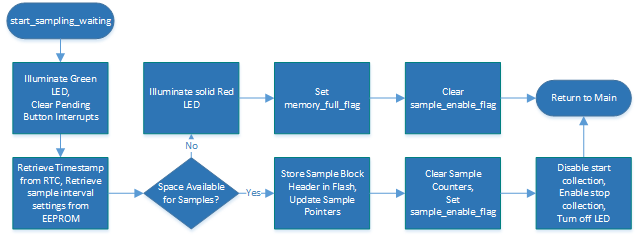 start_sampling_waiting
Illuminate Green
LED,
Clear Pending
Button Interrupts
Illuminate solid Red
LED
Set
memory_full_flag
Clear
sample_enable_flag
Return to Main
No
Retrieve Timestamp
from RTC, Retrieve
sample interval
settings from
EEPROM
Space Available
for Samples?
Yes
Store Sample Block
Header in Flash,
Update Sample
Pointers
Clear Sample
Counters,
Set
sample_enable_flag
Disable start
collection,
Enable stop
collection,
Turn off LED